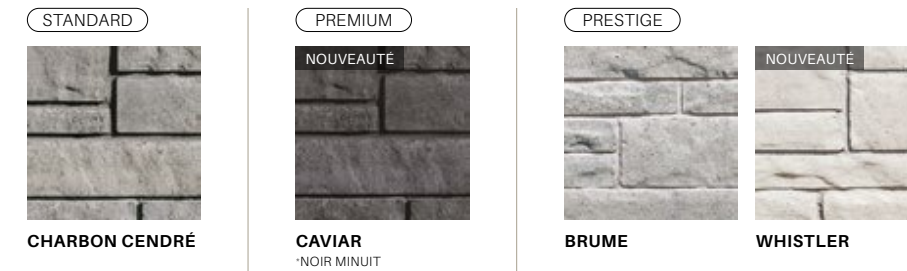 STANDARD
PREMIUM
PRESTIGE
NOUVEAUTÉ
NOUVEAUTÉ
CHARBON CENDRÉ
CAVIAR
*NOIR MINUIT
BRUME
WHISTLER